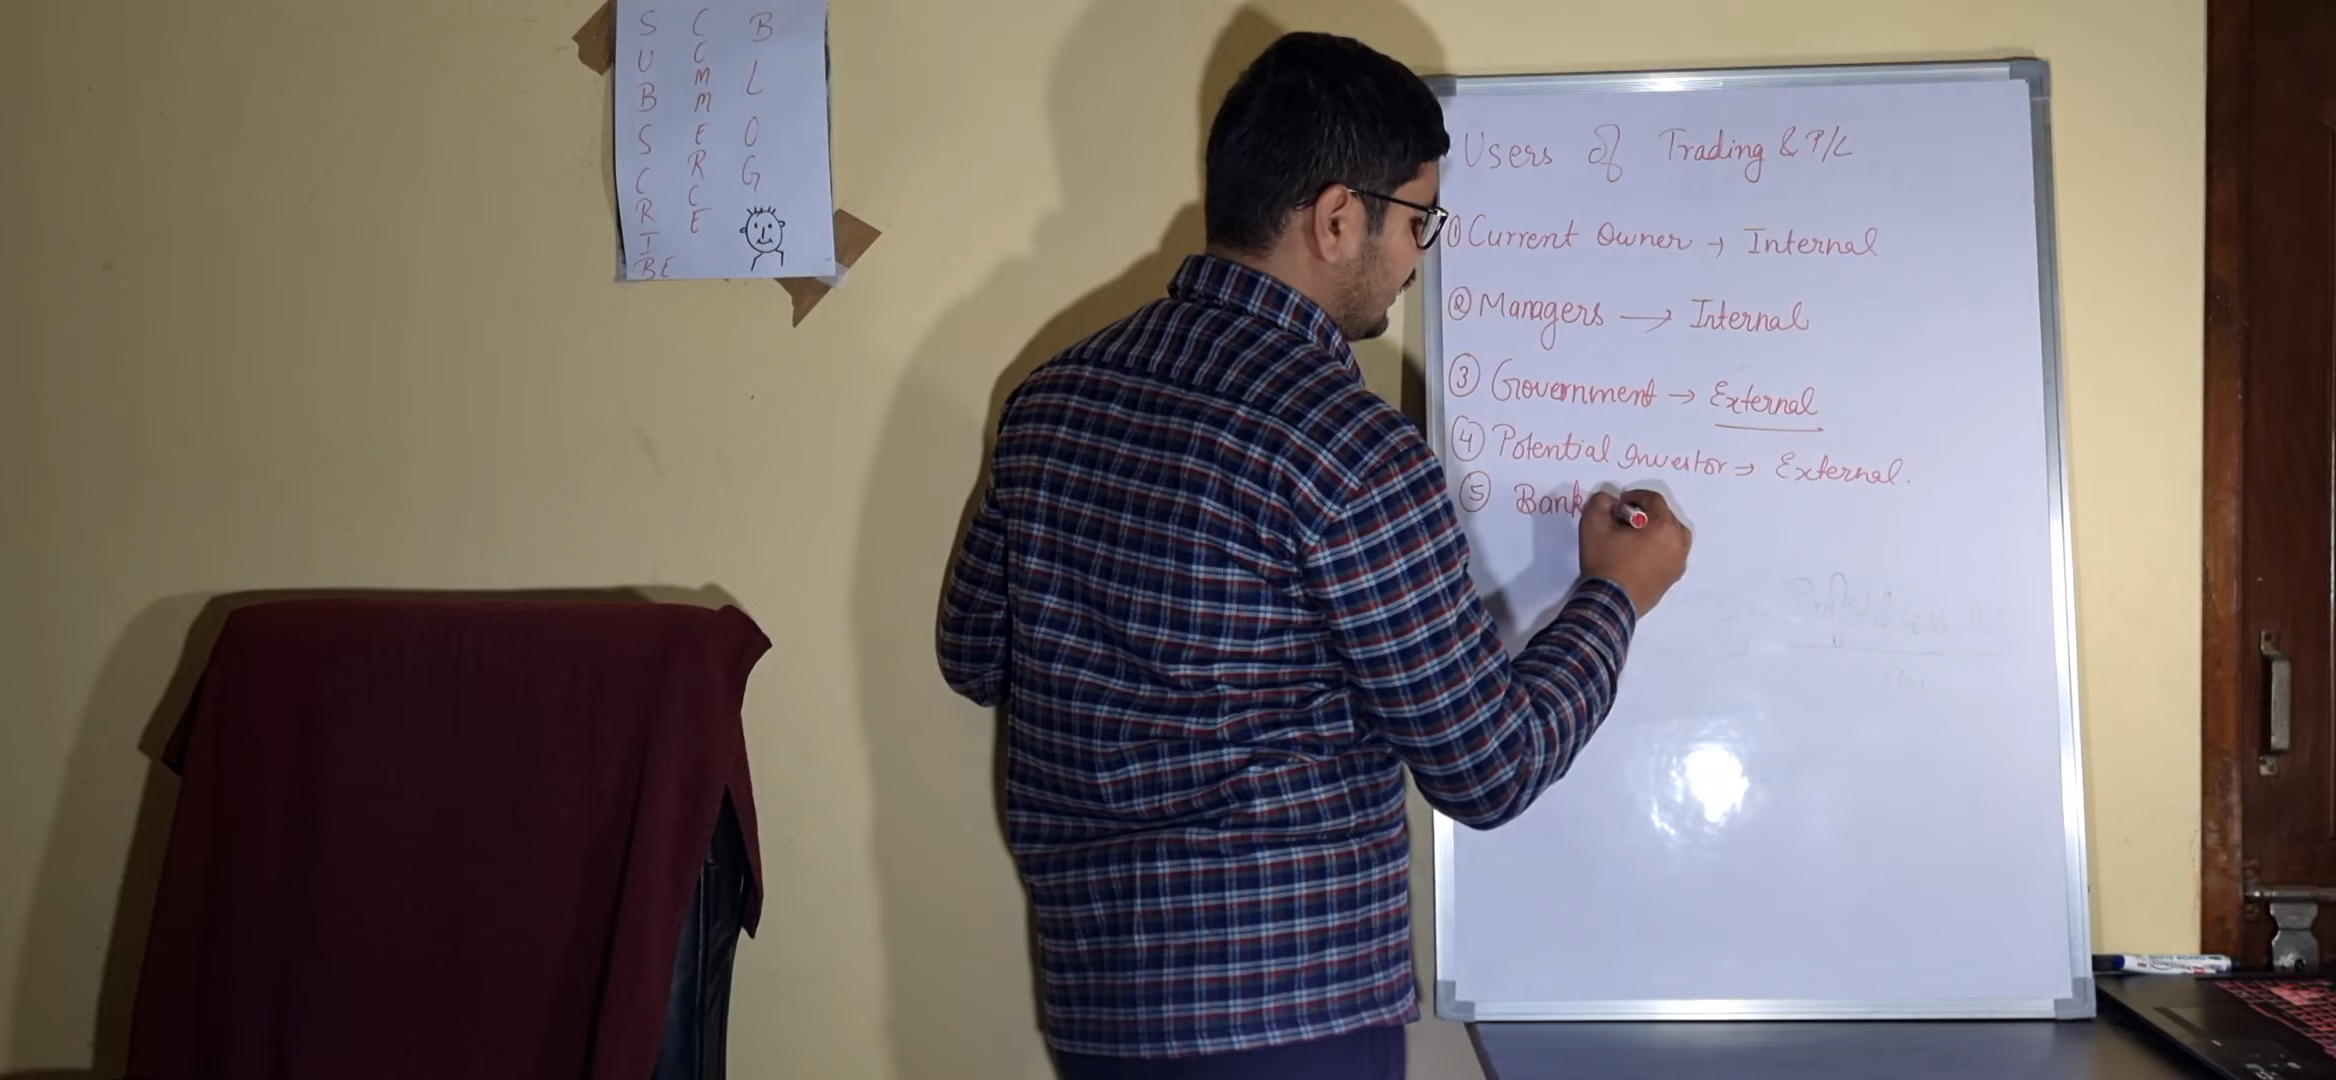 SUBSCRIBE
COMMERCE
BLOG
Users of Trading & P/L
① Current Owner → Internal
② Managers → Internal
③ Government → External
④ Potential Investor → External.
⑤ Bank